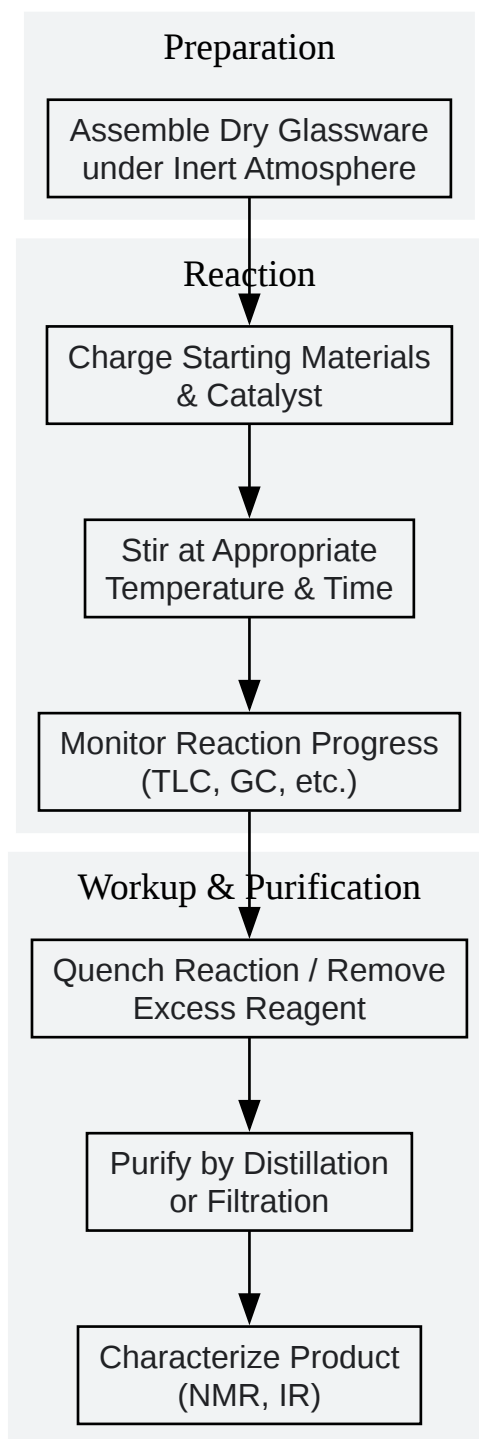 Preparation
Assemble Dry Glassware
under Inert Atmosphere
Reaction
Charge Starting Materials
& Catalyst
Stir at Appropriate
Temperature & Time
Monitor Reaction Progress
(TLC, GC, etc.)
Workup & Purification
Quench Reaction / Remove
Excess Reagent
Purify by Distillation
or Filtration
Characterize Product
(NMR, IR)